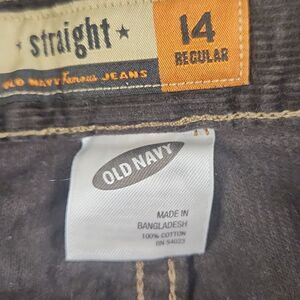 ★ straight ★
OLD NAVY Famous JEANS
14
REGULAR
OLD NAVY
MADE IN
BANGLADESH
100% COTTON
RN 54023